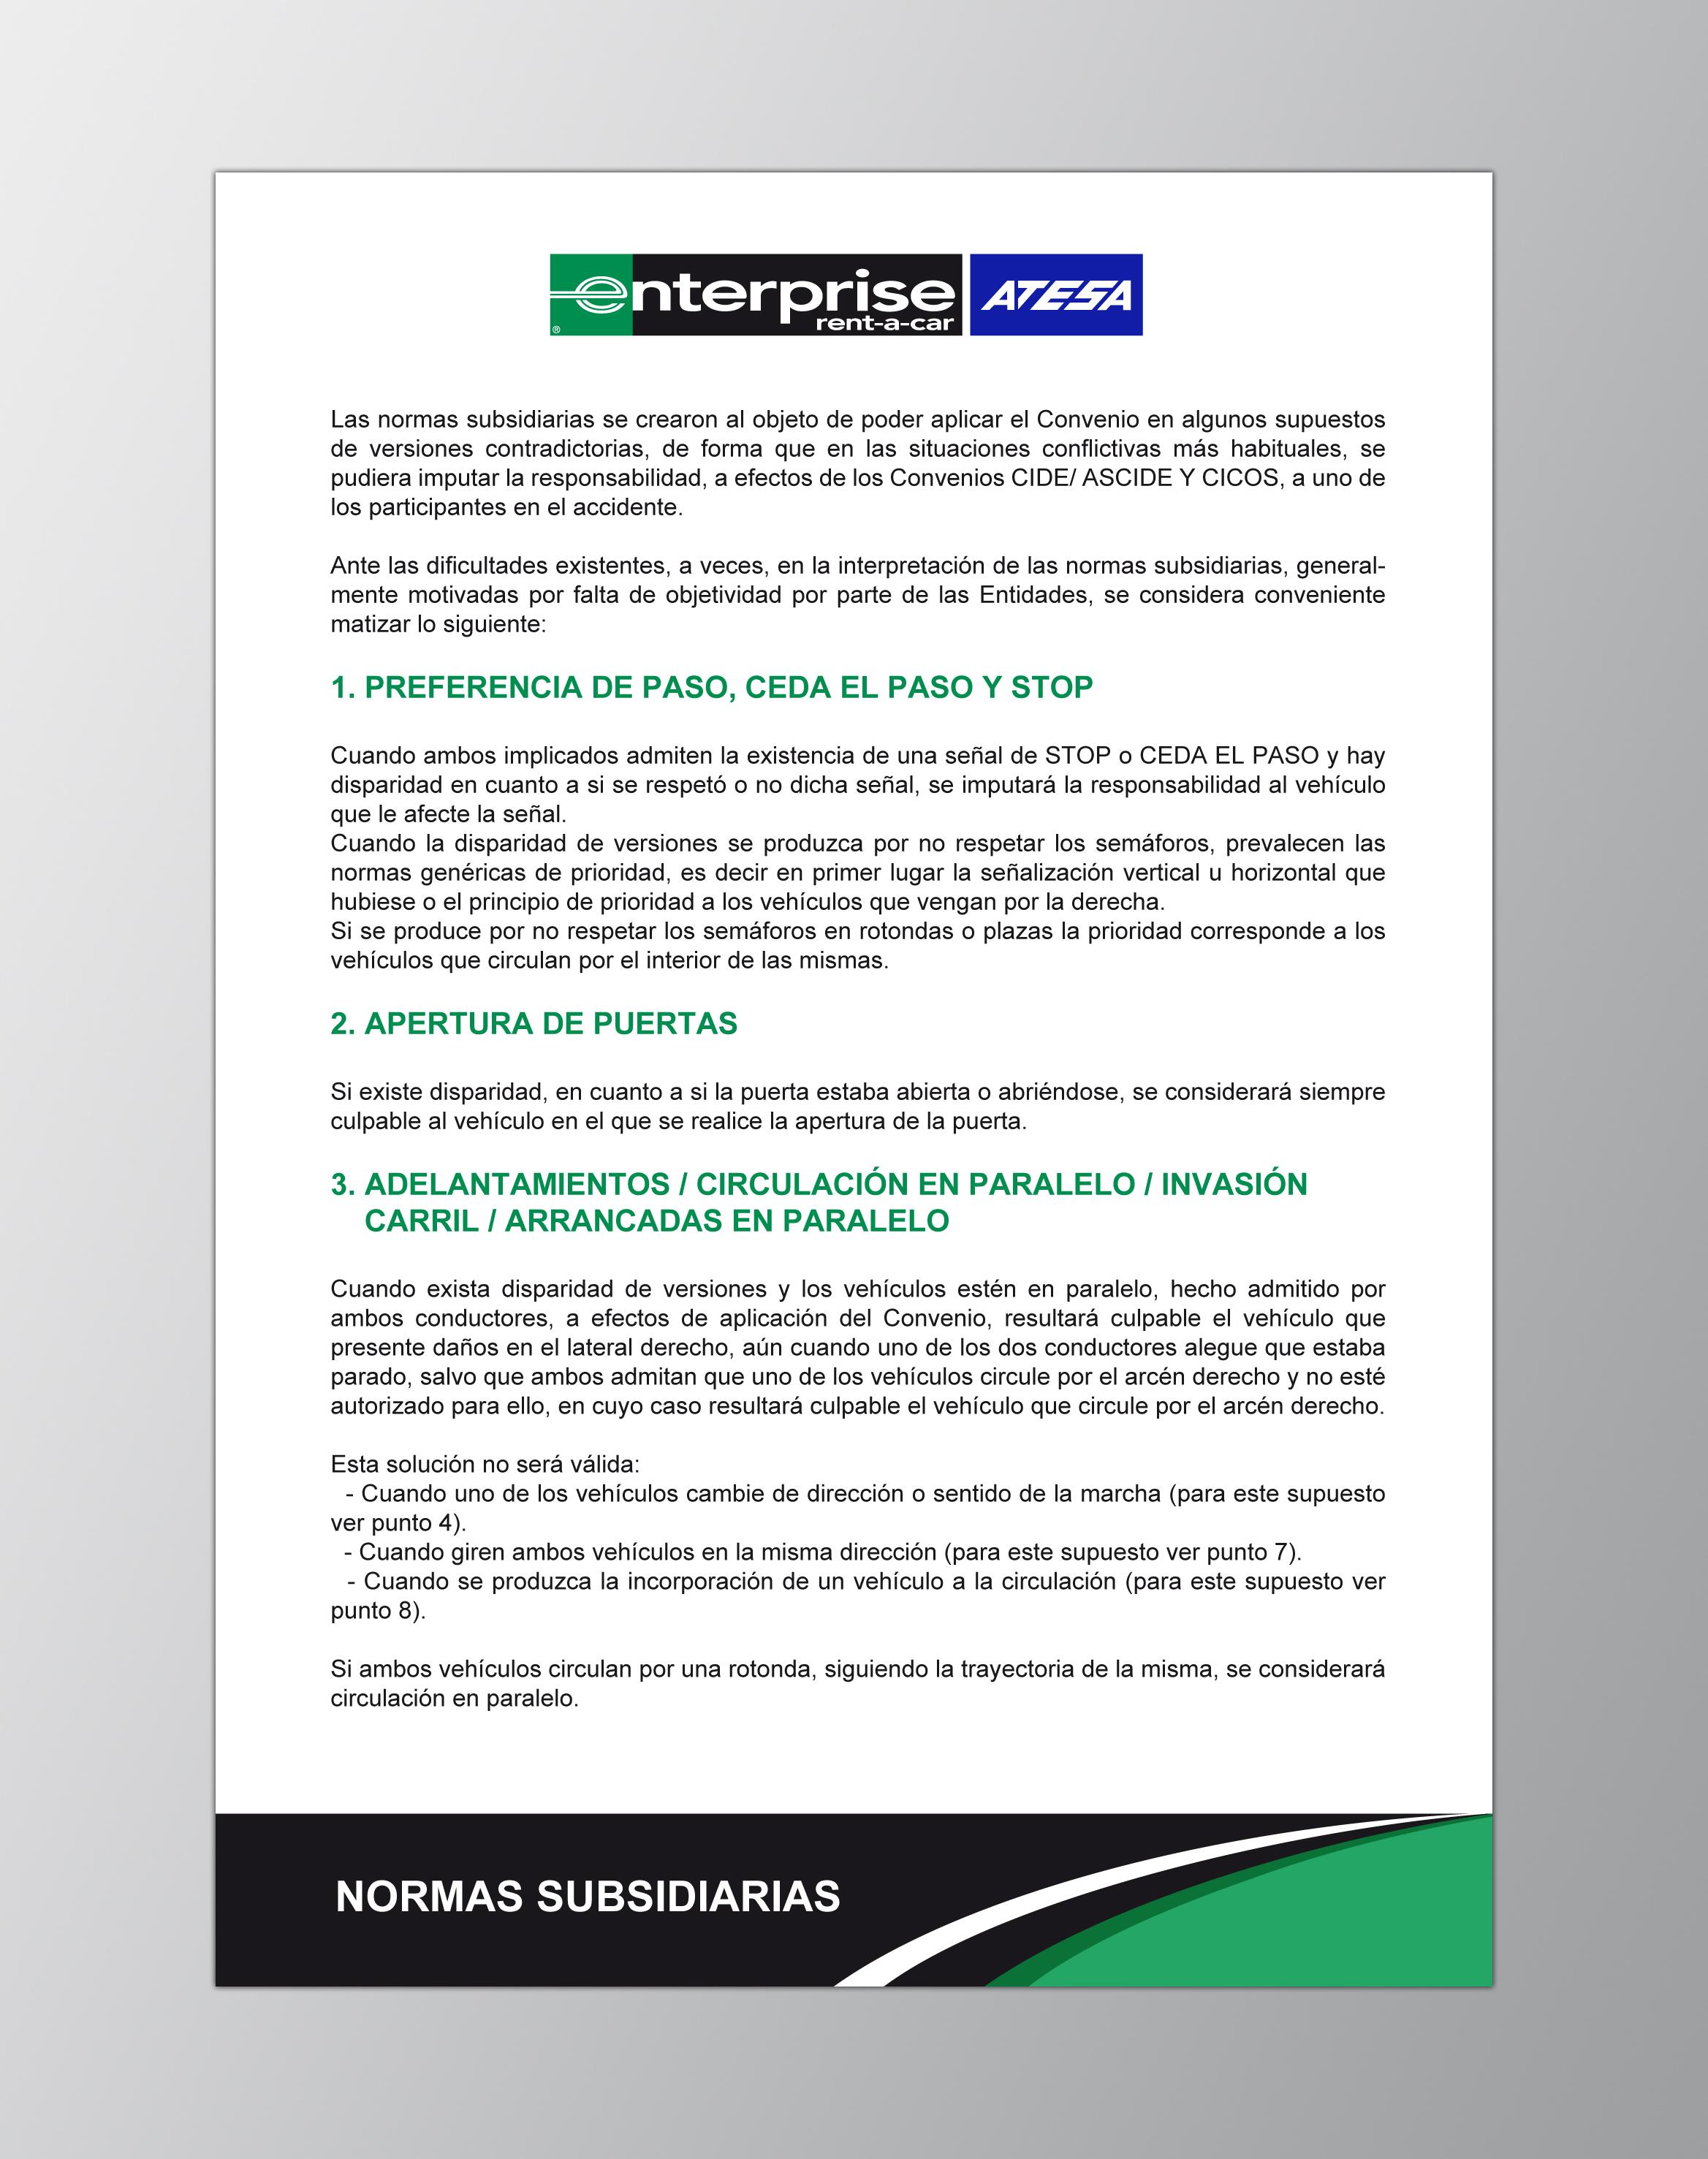 enterprise
rent-a-car
®
ATESA
Las normas subsidiarias se crearon al objeto de poder aplicar el Convenio en algunos supuestos
de versiones contradictorias, de forma que en las situaciones conflictivas más habituales, se
pudiera imputar la responsabilidad, a efectos de los Convenios CIDE/ ASCIDE Y CICOS, a uno de
los participantes en el accidente.
Ante las dificultades existentes, a veces, en la interpretación de las normas subsidiarias, general-
mente motivadas por falta de objetividad por parte de las Entidades, se considera conveniente
matizar lo siguiente:
1. PREFERENCIA DE PASO, CEDA EL PASO Y STOP
Cuando ambos implicados admiten la existencia de una señal de STOP o CEDA EL PASO y hay
disparidad en cuanto a si se respetó o no dicha señal, se imputará la responsabilidad al vehículo
que le afecte la señal.
Cuando la disparidad de versiones se produzca por no respetar los semáforos, prevalecen las
normas genéricas de prioridad, es decir en primer lugar la señalización vertical u horizontal que
hubiese o el principio de prioridad a los vehículos que vengan por la derecha.
Si se produce por no respetar los semáforos en rotondas o plazas la prioridad corresponde a los
vehículos que circulan por el interior de las mismas.
2. APERTURA DE PUERTAS
Si existe disparidad, en cuanto a si la puerta estaba abierta o abriéndose, se considerará siempre
culpable al vehículo en el que se realice la apertura de la puerta.
3. ADELANTAMIENTOS / CIRCULACIÓN EN PARALELO / INVASIÓN
CARRIL / ARRANCADAS EN PARALELO
Cuando exista disparidad de versiones y los vehículos estén en paralelo, hecho admitido por
ambos conductores, a efectos de aplicación del Convenio, resultará culpable el vehículo que
presente daños en el lateral derecho, aún cuando uno de los dos conductores alegue que estaba
parado, salvo que ambos admitan que uno de los vehículos circule por el arcén derecho y no esté
autorizado para ello, en cuyo caso resultará culpable el vehículo que circule por el arcén derecho.
Esta solución no será válida:
- Cuando uno de los vehículos cambie de dirección o sentido de la marcha (para este supuesto
ver punto 4).
- Cuando giren ambos vehículos en la misma dirección (para este supuesto ver punto 7).
- Cuando se produzca la incorporación de un vehículo a la circulación (para este supuesto ver
punto 8).
Si ambos vehículos circulan por una rotonda, siguiendo la trayectoria de la misma, se considerará
circulación en paralelo.
NORMAS SUBSIDIARIAS